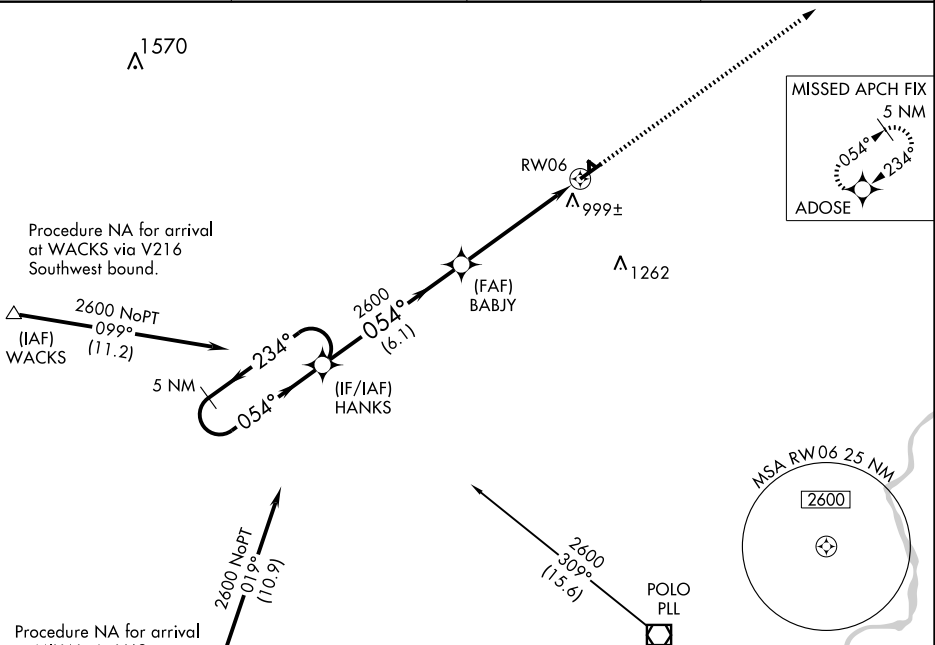 1570
MISSED APCH FIX
5 NM
054°
234°
ADOSE
RW06
999±
Procedure NA for arrival
at WACKS via V216
Southwest bound.
1262
(FAF)
BABJY
2600 NoPT
099°
(11.2)
(IAF)
WACKS
2600
054°
(6.1)
234°
5 NM
054°
(IF/IAF)
HANKS
MSA RW06 25 NM
2600
2600 NoPT
019°
(10.9)
2600
309°
(15.6)
POLO
PLL
Procedure NA for arrival